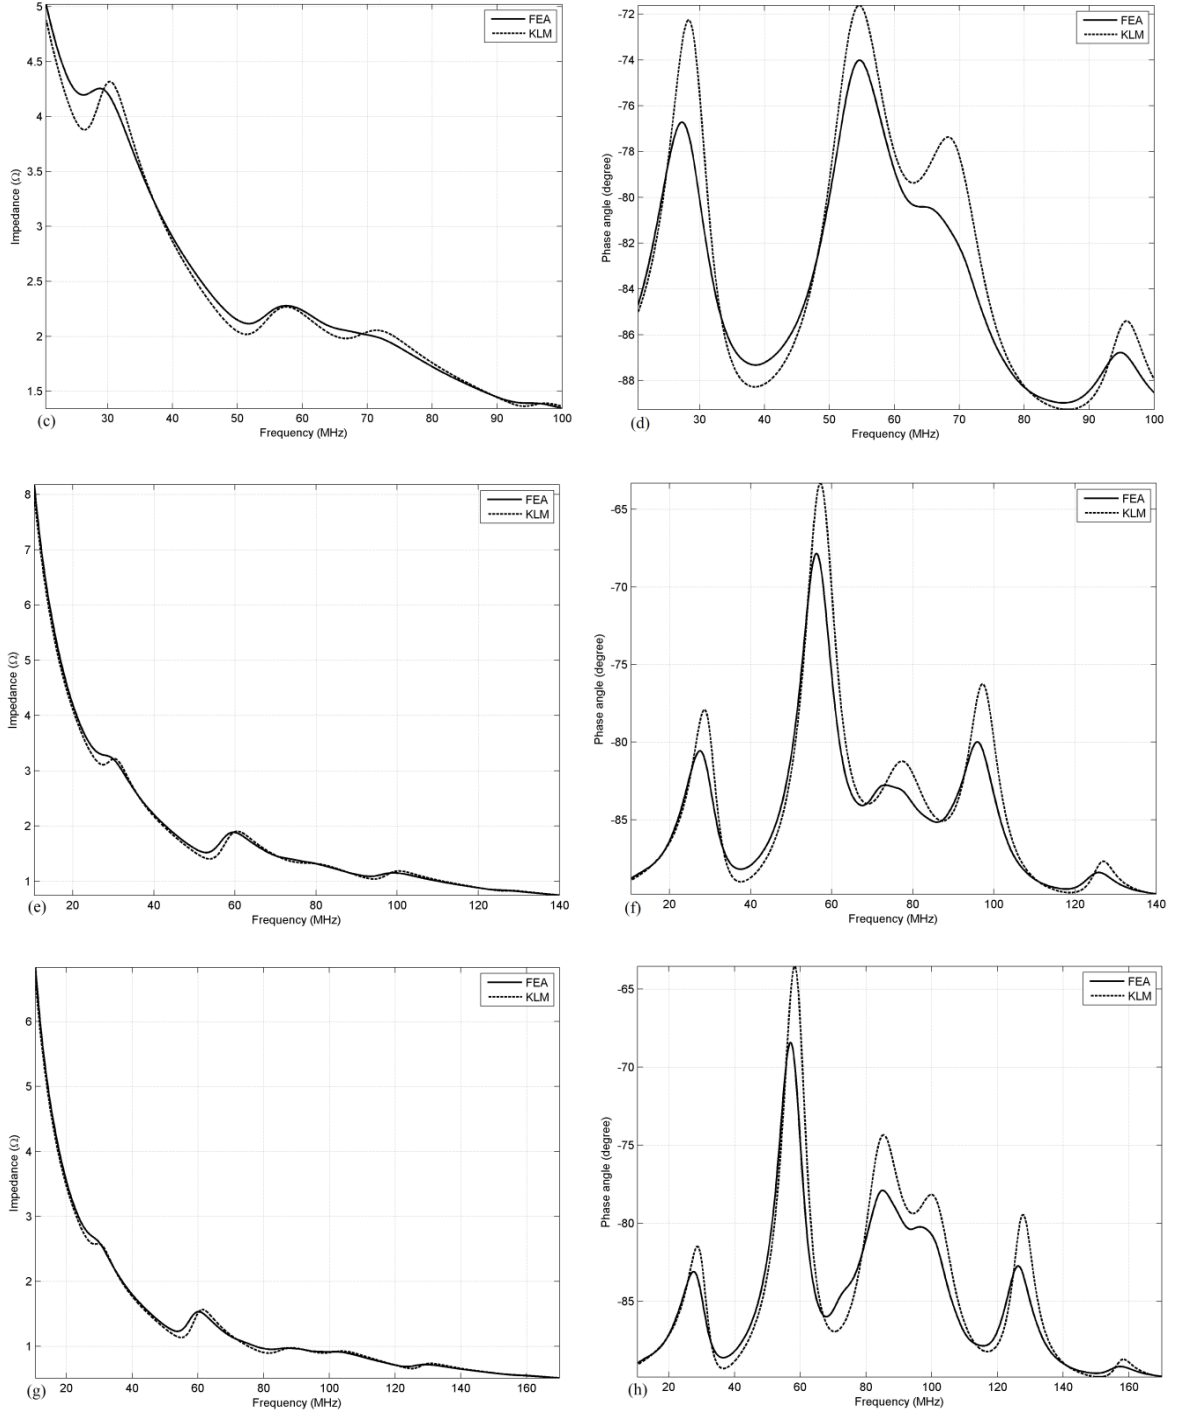 5
4.5
4
3.5
3
2.5
2
1.5
Impedance (Ω)
FEA
KLM
30 40 50 60 70 80 90 100
Frequency (MHz)
(c)
-72
-74
-76
-78
-80
-82
-84
-86
-88
Phase angle (degree)
FEA
KLM
30 40 50 60 70 80 90 100
Frequency (MHz)
(d)
8
7
6
5
4
3
2
1
Impedance (Ω)
FEA
KLM
20 40 60 80 100 120 140
Frequency (MHz)
(e)
-65
-70
-75
-80
-85
Phase angle (degree)
FEA
KLM
20 40 60 80 100 120 140
Frequency (MHz)
(f)
6
5
4
3
2
1
Impedance (Ω)
FEA
KLM
20 40 60 80 100 120 140 160
Frequency (MHz)
(g)
-65
-70
-75
-80
-85
Phase angle (degree)
FEA
KLM
20 40 60 80 100 120 140 160
Frequency (MHz)
(h)